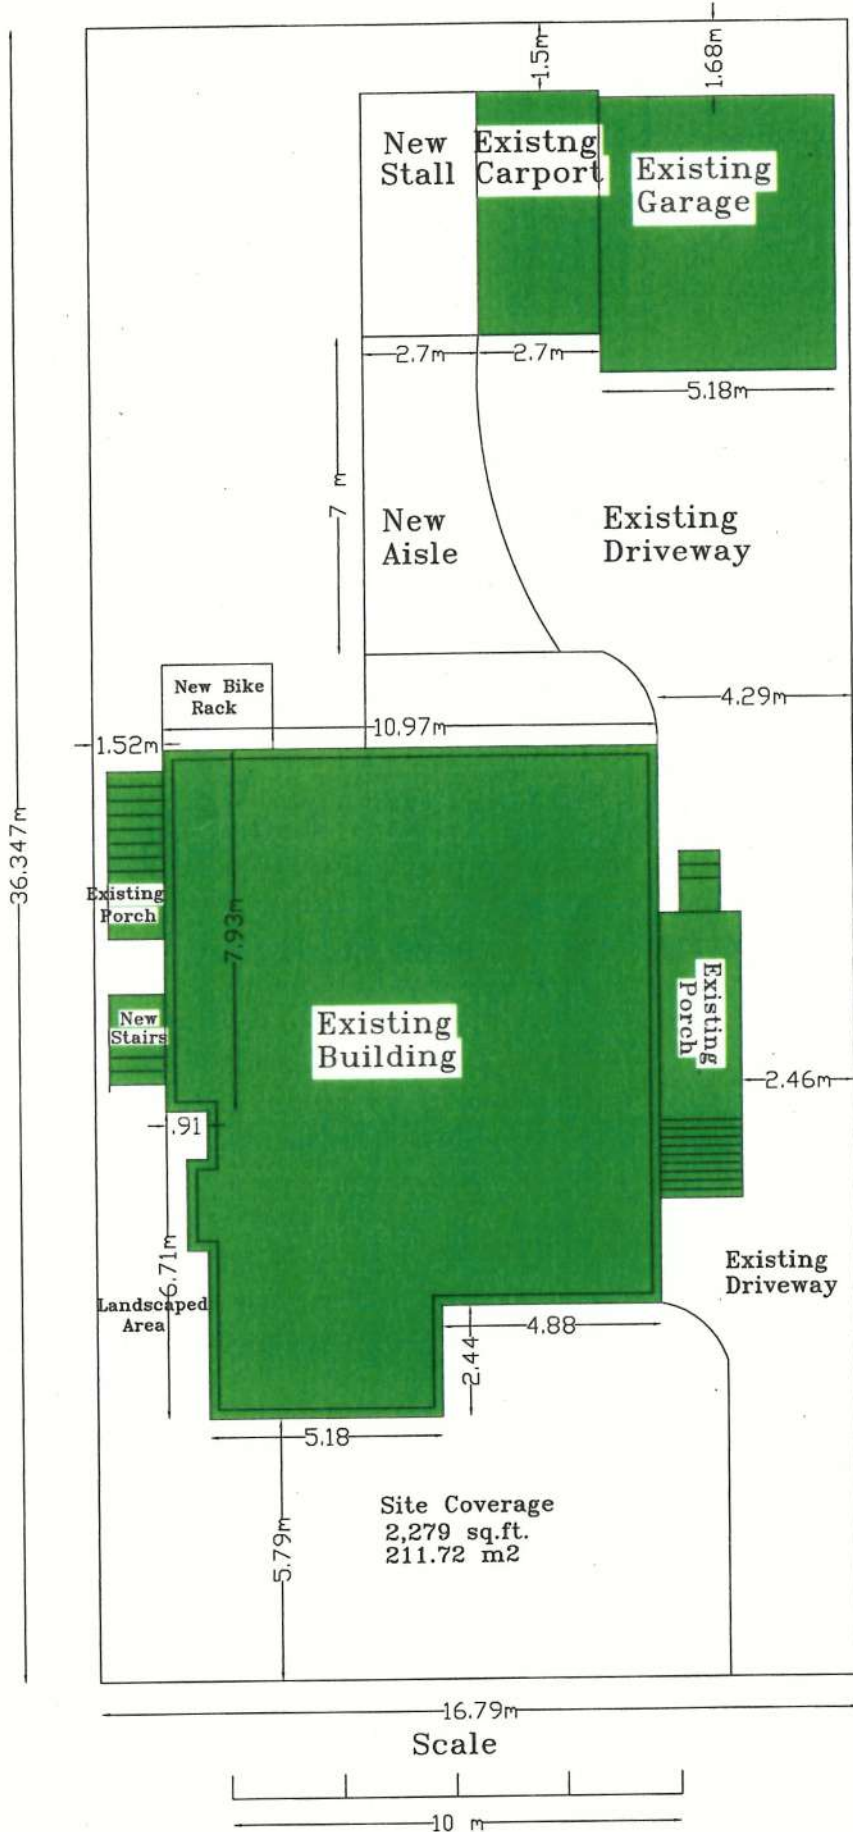 1.5m
1.68m
New
Stall
Existng
Carport
Existing
Garage
2.7m
2.7m
5.18m
7 m
New
Aisle
Existing
Driveway
New Bike
Rack
4.29m
10.97m
1.52m
36.347m
Existing
Porch
7.93m
New
Stairs
Existing
Building
Existing
Porch
2.46m
.91
6.71m
Landscaped
Area
Existing
Driveway
4.88
2.44
5.18
5.79m
Site Coverage
2,279 sq.ft.
211.72 m2
16.79m
Scale
10 m